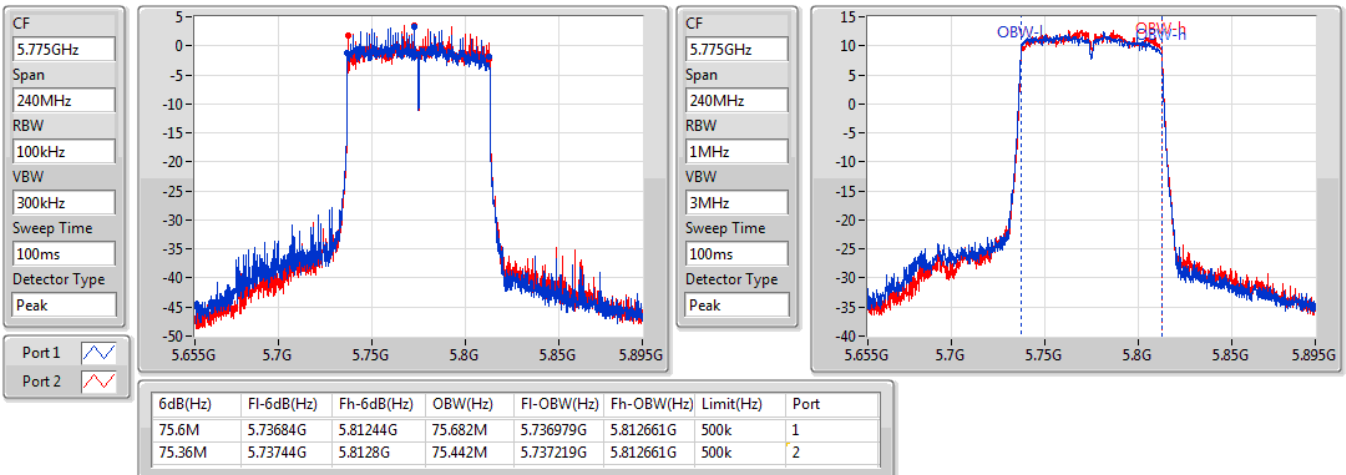 CF
5.775GHz
Span
240MHz
RBW
100kHz
VBW
300kHz
Sweep Time
100ms
Detector Type
Peak
5
0
-5
-10
-15
-20
-25
-30
-35
-40
-45
-50
5.655G 5.7G 5.75G 5.8G 5.85G 5.895G
CF
5.775GHz
Span
240MHz
RBW
1MHz
VBW
3MHz
Sweep Time
100ms
Detector Type
Peak
15
10
5
0
-5
-10
-15
-20
-25
-30
-35
-40
OBW-h
5.655G 5.7G 5.75G 5.8G 5.85G 5.895G
Port 1
Port 2
6dB(Hz) Fl-6dB(Hz) Fh-6dB(Hz) OBW(Hz) Fl-OBW(Hz) Fh-OBW(Hz) Limit(Hz) Port
75.6M 5.73684G 5.81244G 75.682M 5.736979G 5.812661G 500k 1
75.36M 5.73744G 5.8128G 75.442M 5.737219G 5.812661G 500k 2